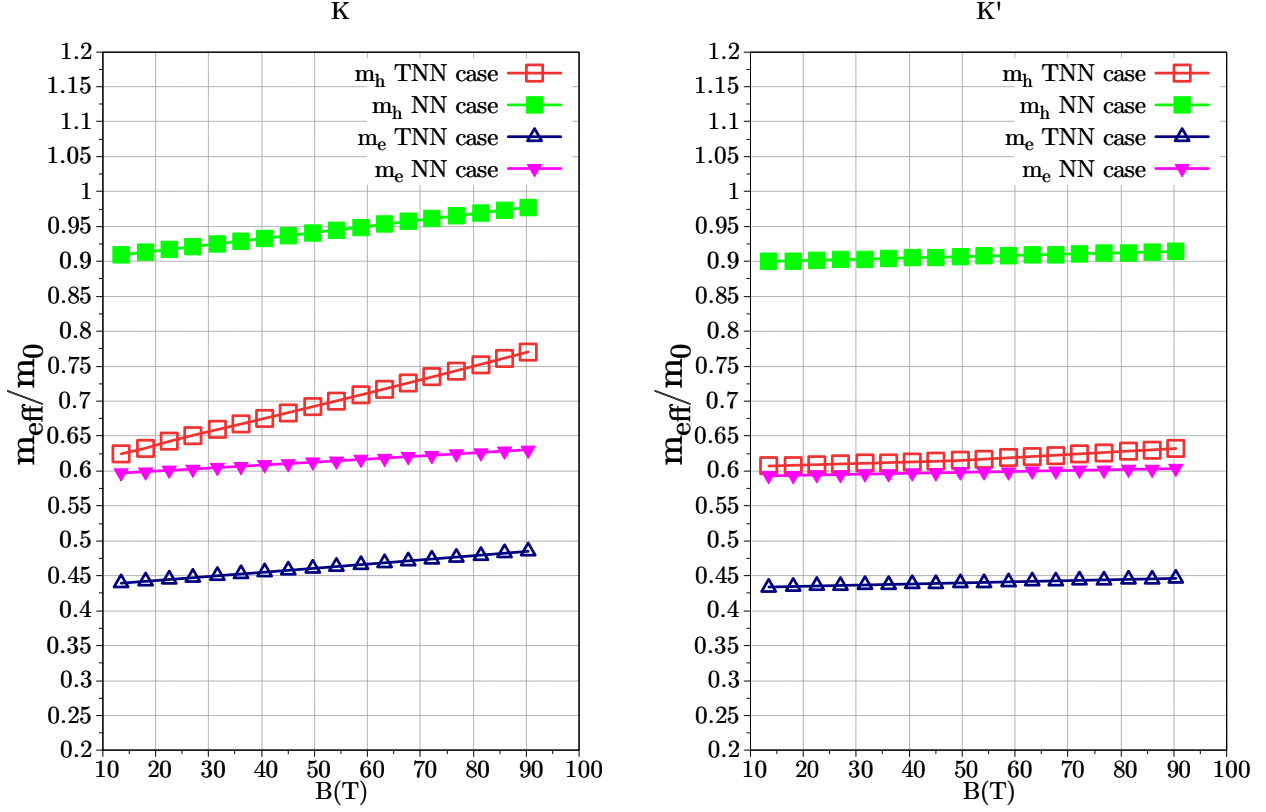 K
1.2
1.15
1.1
1.05
1
0.95
0.9
0.85
0.8
0.75
0.7
0.65
0.6
0.55
0.5
0.45
0.4
0.35
0.3
0.25
0.2
m_eff/m_0
m_h TNN case
m_h NN case
m_e TNN case
m_e NN case
10 20 30 40 50 60 70 80 90 100
B(T)
K'
1.2
1.15
1.1
1.05
1
0.95
0.9
0.85
0.8
0.75
0.7
0.65
0.6
0.55
0.5
0.45
0.4
0.35
0.3
0.25
0.2
m_eff/m_0
m_h TNN case
m_h NN case
m_e TNN case
m_e NN case
10 20 30 40 50 60 70 80 90 100
B(T)